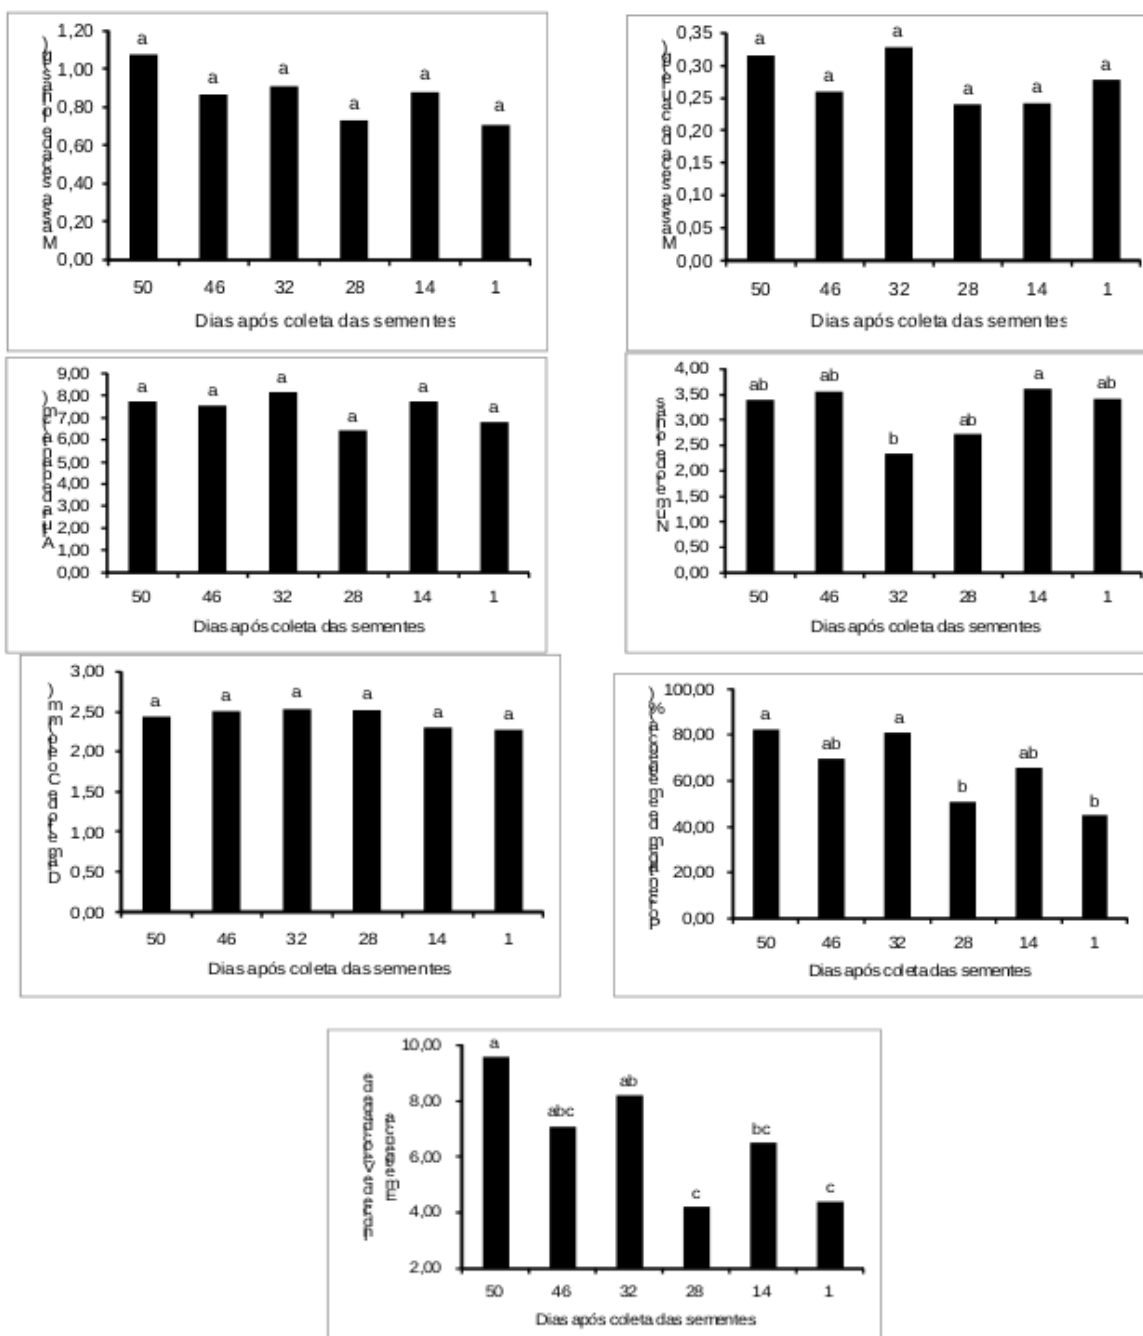 1,20
1,00
0,80
0,60
0,40
0,20
0,00
a
a
a
a
a
a
50 46 32 28 14 1
Dias após coleta das sementes
0,35
0,30
0,25
0,20
0,15
0,10
0,05
0,00
a
a
a
a
a
a
50 46 32 28 14 1
Dias após coleta das sementes
9,00
8,00
7,00
6,00
5,00
4,00
3,00
2,00
1,00
0,00
a
a
a
a
a
a
50 46 32 28 14 1
Dias após coleta das sementes
4,00
3,50
3,00
2,50
2,00
1,50
1,00
0,50
0,00
ab
ab
b
ab
a
ab
50 46 32 28 14 1
Dias após coleta das sementes
3,00
2,50
2,00
1,50
1,00
0,50
0,00
a
a
a
a
a
a
50 46 32 28 14 1
Dias após coleta das sementes
100,00
80,00
60,00
40,00
20,00
0,00
a
ab
a
b
ab
b
50 46 32 28 14 1
Dias após coleta das sementes
10,00
8,00
6,00
4,00
2,00
a
abc
ab
c
bc
c
50 46 32 28 14 1
Dias após coleta das sementes